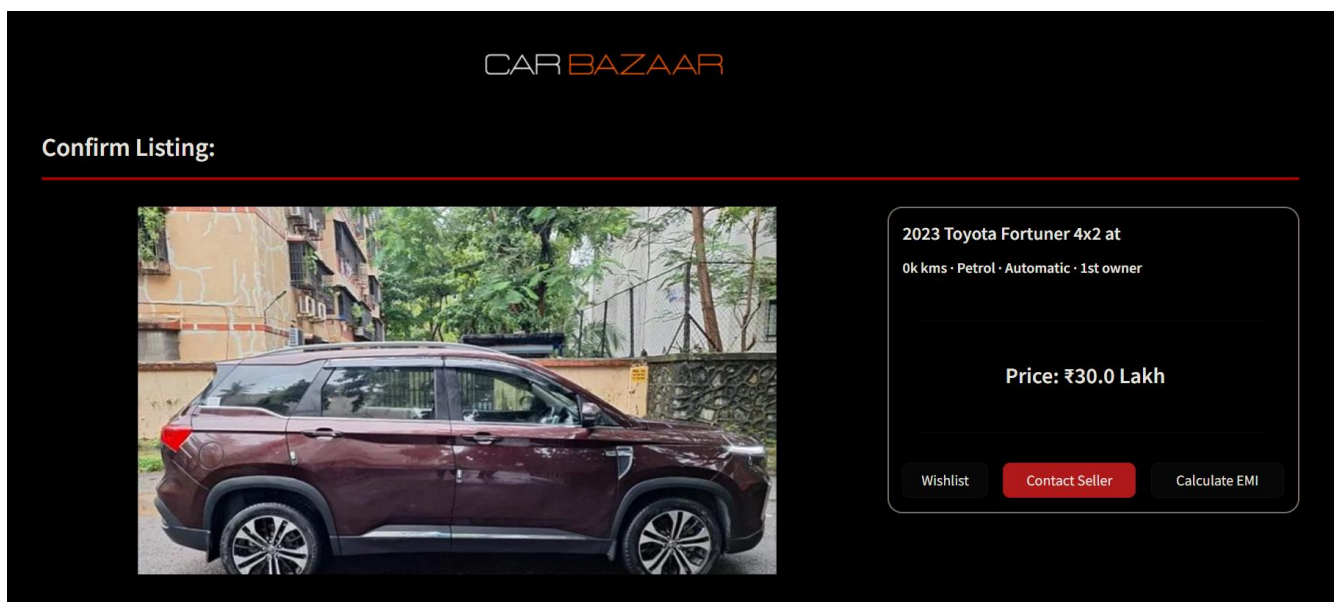 CAR BAZAAR
Confirm Listing:
2023 Toyota Fortuner 4x2 at
0k kms · Petrol · Automatic · 1st owner
Price: ₹30.0 Lakh
Wishlist
Contact Seller
Calculate EMI